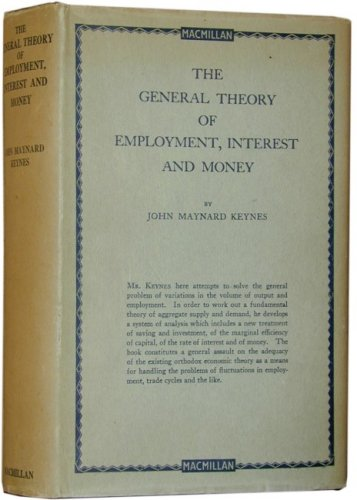 THE
GENERAL THEORY
OF
EMPLOYMENT,
INTEREST AND
MONEY
JOHN MAYNARD
KEYNES
MACMILLAN
MACMILLAN
THE
GENERAL THEORY
OF
EMPLOYMENT, INTEREST
AND MONEY
BY
JOHN MAYNARD KEYNES
MR. KEYNES here attempts to solve the general
problem of variations in the volume of output and
employment. In order to work out a fundamental
theory of aggregate supply and demand, he develops
a system of analysis which includes a new treatment
of saving and investment, of the marginal efficiency
of capital, of the rate of interest and of money. The
book constitutes a general assault on the adequacy
of the existing orthodox economic theory as a means
for handling the problems of fluctuations in employ-
ment, trade cycles and the like.
MACMILLAN